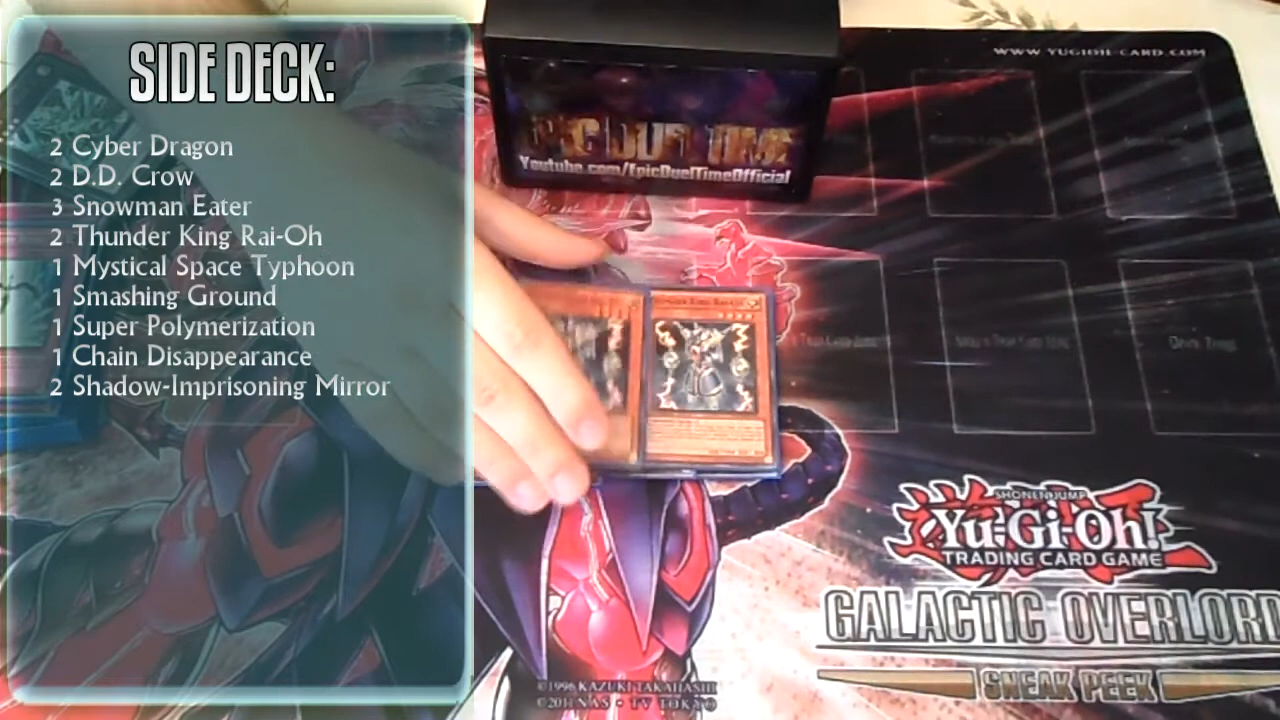 SIDE DECK:
2 Cyber Dragon
2 D.D. Crow
3 Snowman Eater
2 Thunder King Rai-Oh
1 Mystical Space Typhoon
1 Smashing Ground
1 Super Polymerization
1 Chain Disappearance
2 Shadow-Imprisoning Mirror
EPIC DUEL TIME
Youtube.com/EpicDuelTimeOfficial
WWW.YUGIOH-CARD.COM
SHONEN JUMP
Yu-Gi-Oh!
TRADING CARD GAME
GALACTIC OVERLORD
SNEAK PEEK
©1996 KAZUKI TAKAHASHI
©2011 NAS • TV TOKYO